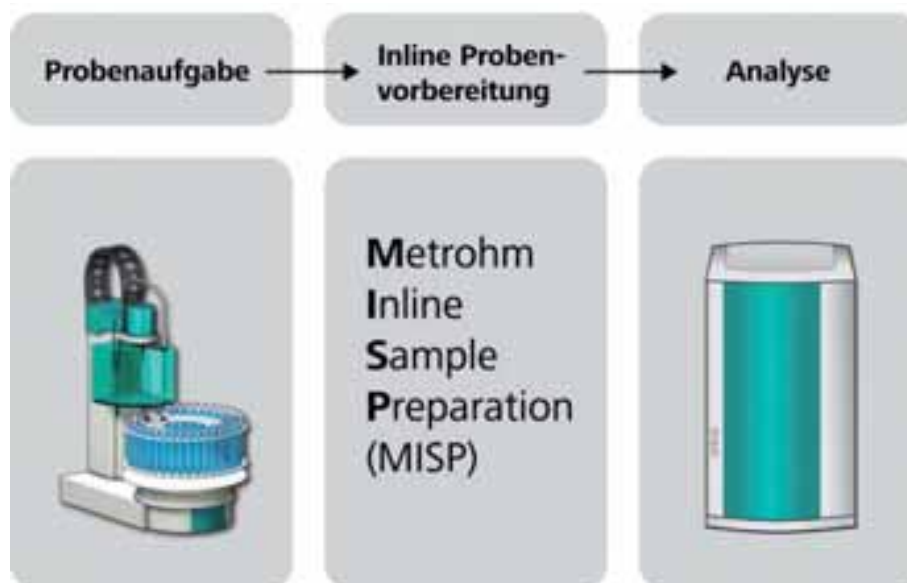 Probenaufgabe
Inline Proben-
vorbereitung
Analyse
Metrohm
Inline
Sample
Preparation
(MISP)